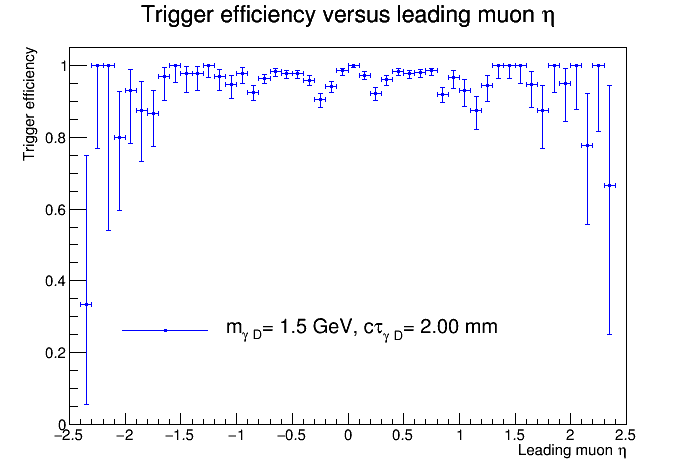 Trigger efficiency versus leading muon η
Trigger efficiency
1
0.8
0.6
0.4
0.2
0
m_γ D= 1.5 GeV, cτ_γ D= 2.00 mm
−2.5 −2 −1.5 −1 −0.5 0 0.5 1 1.5 2 2.5
Leading muon η